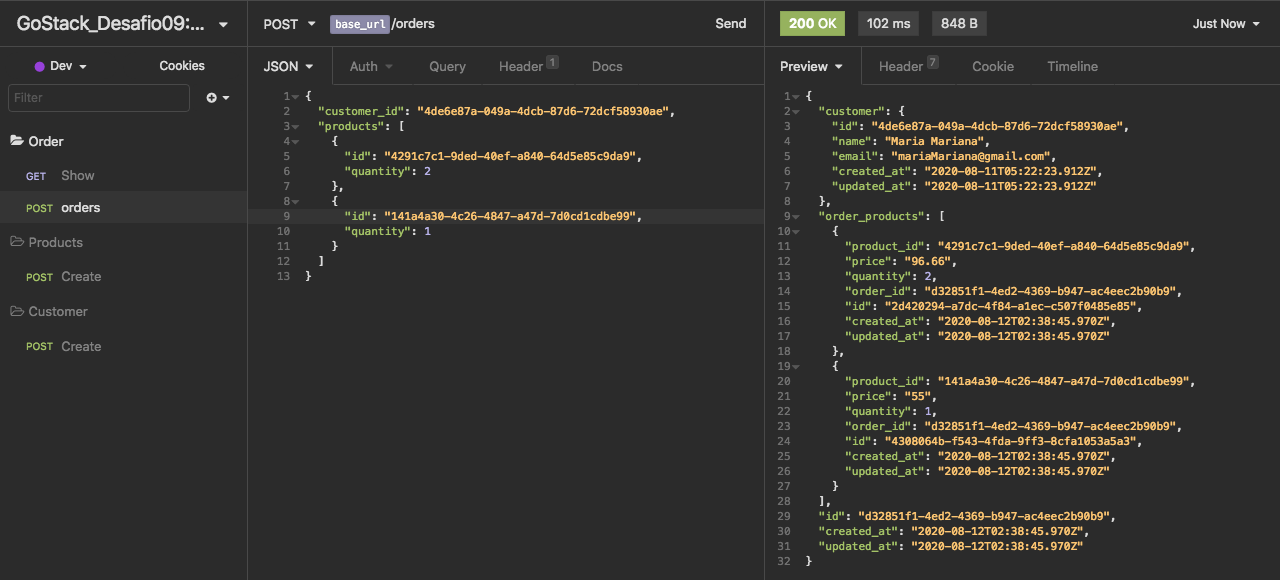 GoStack_Desafio09:...
Dev
Cookies
Filter
Order
GET Show
POST orders
Products
POST Create
Customer
POST Create
POST base_url/orders
Send
JSON Auth Query Header 1 Docs
1 {
2 "customer_id": "4de6e87a-049a-4dcb-87d6-72dcf58930ae",
3 "products": [
4 {
5 "id": "4291c7c1-9ded-40ef-a840-64d5e85c9da9",
6 "quantity": 2
7 },
8 {
9 "id": "141a4a30-4c26-4847-a47d-7d0cd1cdbe99",
10 "quantity": 1
11 }
12 ]
13 }
200 OK 102 ms 848 B Just Now
Preview Header 7 Cookie Timeline
1 {
2 "customer": {
3 "id": "4de6e87a-049a-4dcb-87d6-72dcf58930ae",
4 "name": "Maria Mariana",
5 "email": "mariaMariana@gmail.com",
6 "created_at": "2020-08-11T05:22:23.912Z",
7 "updated_at": "2020-08-11T05:22:23.912Z"
8 },
9 "order_products": [
10 {
11 "product_id": "4291c7c1-9ded-40ef-a840-64d5e85c9da9",
12 "price": "96.66",
13 "quantity": 2,
14 "order_id": "d32851f1-4ed2-4369-b947-ac4eec2b90b9",
15 "id": "2d420294-a7dc-4f84-a1ec-c507f0485e85",
16 "created_at": "2020-08-12T02:38:45.970Z",
17 "updated_at": "2020-08-12T02:38:45.970Z"
18 },
19 {
20 "product_id": "141a4a30-4c26-4847-a47d-7d0cd1cdbe99",
21 "price": "55",
22 "quantity": 1,
23 "order_id": "d32851f1-4ed2-4369-b947-ac4eec2b90b9",
24 "id": "4308064b-f543-4fda-9ff3-8cfa1053a5a3",
25 "created_at": "2020-08-12T02:38:45.970Z",
26 "updated_at": "2020-08-12T02:38:45.970Z"
27 }
28 ],
29 "id": "d32851f1-4ed2-4369-b947-ac4eec2b90b9",
30 "created_at": "2020-08-12T02:38:45.970Z",
31 "updated_at": "2020-08-12T02:38:45.970Z"
32 }